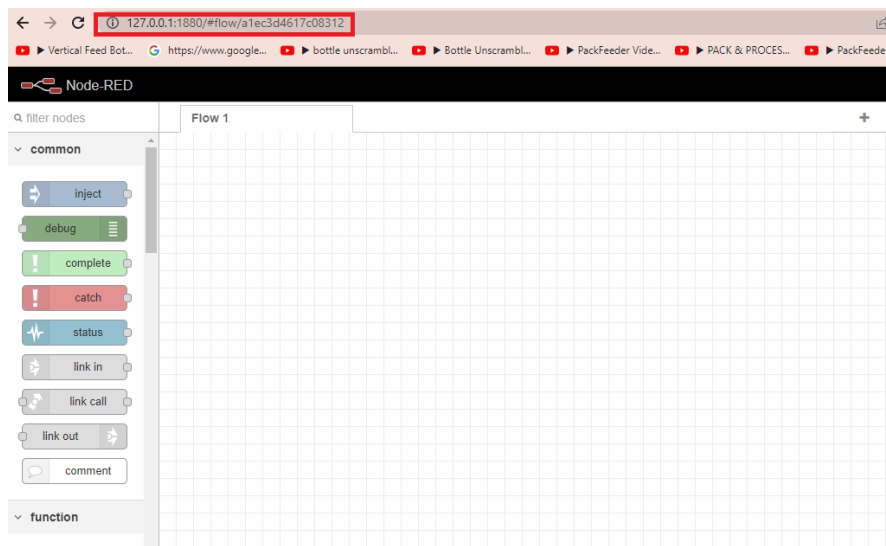 127.0.0.1:1880/#flow/a1ec3d4617c08312
▶ Vertical Feed Bot... https://www.google... ▶ bottle unscrambl... ▶ Bottle Unscrambl... ▶ PackFeeder Vide... ▶ PACK & PROCES... ▶ PackFeede
Node-RED
filter nodes
Flow 1
common
inject
debug
complete
catch
status
link in
link call
link out
comment
function